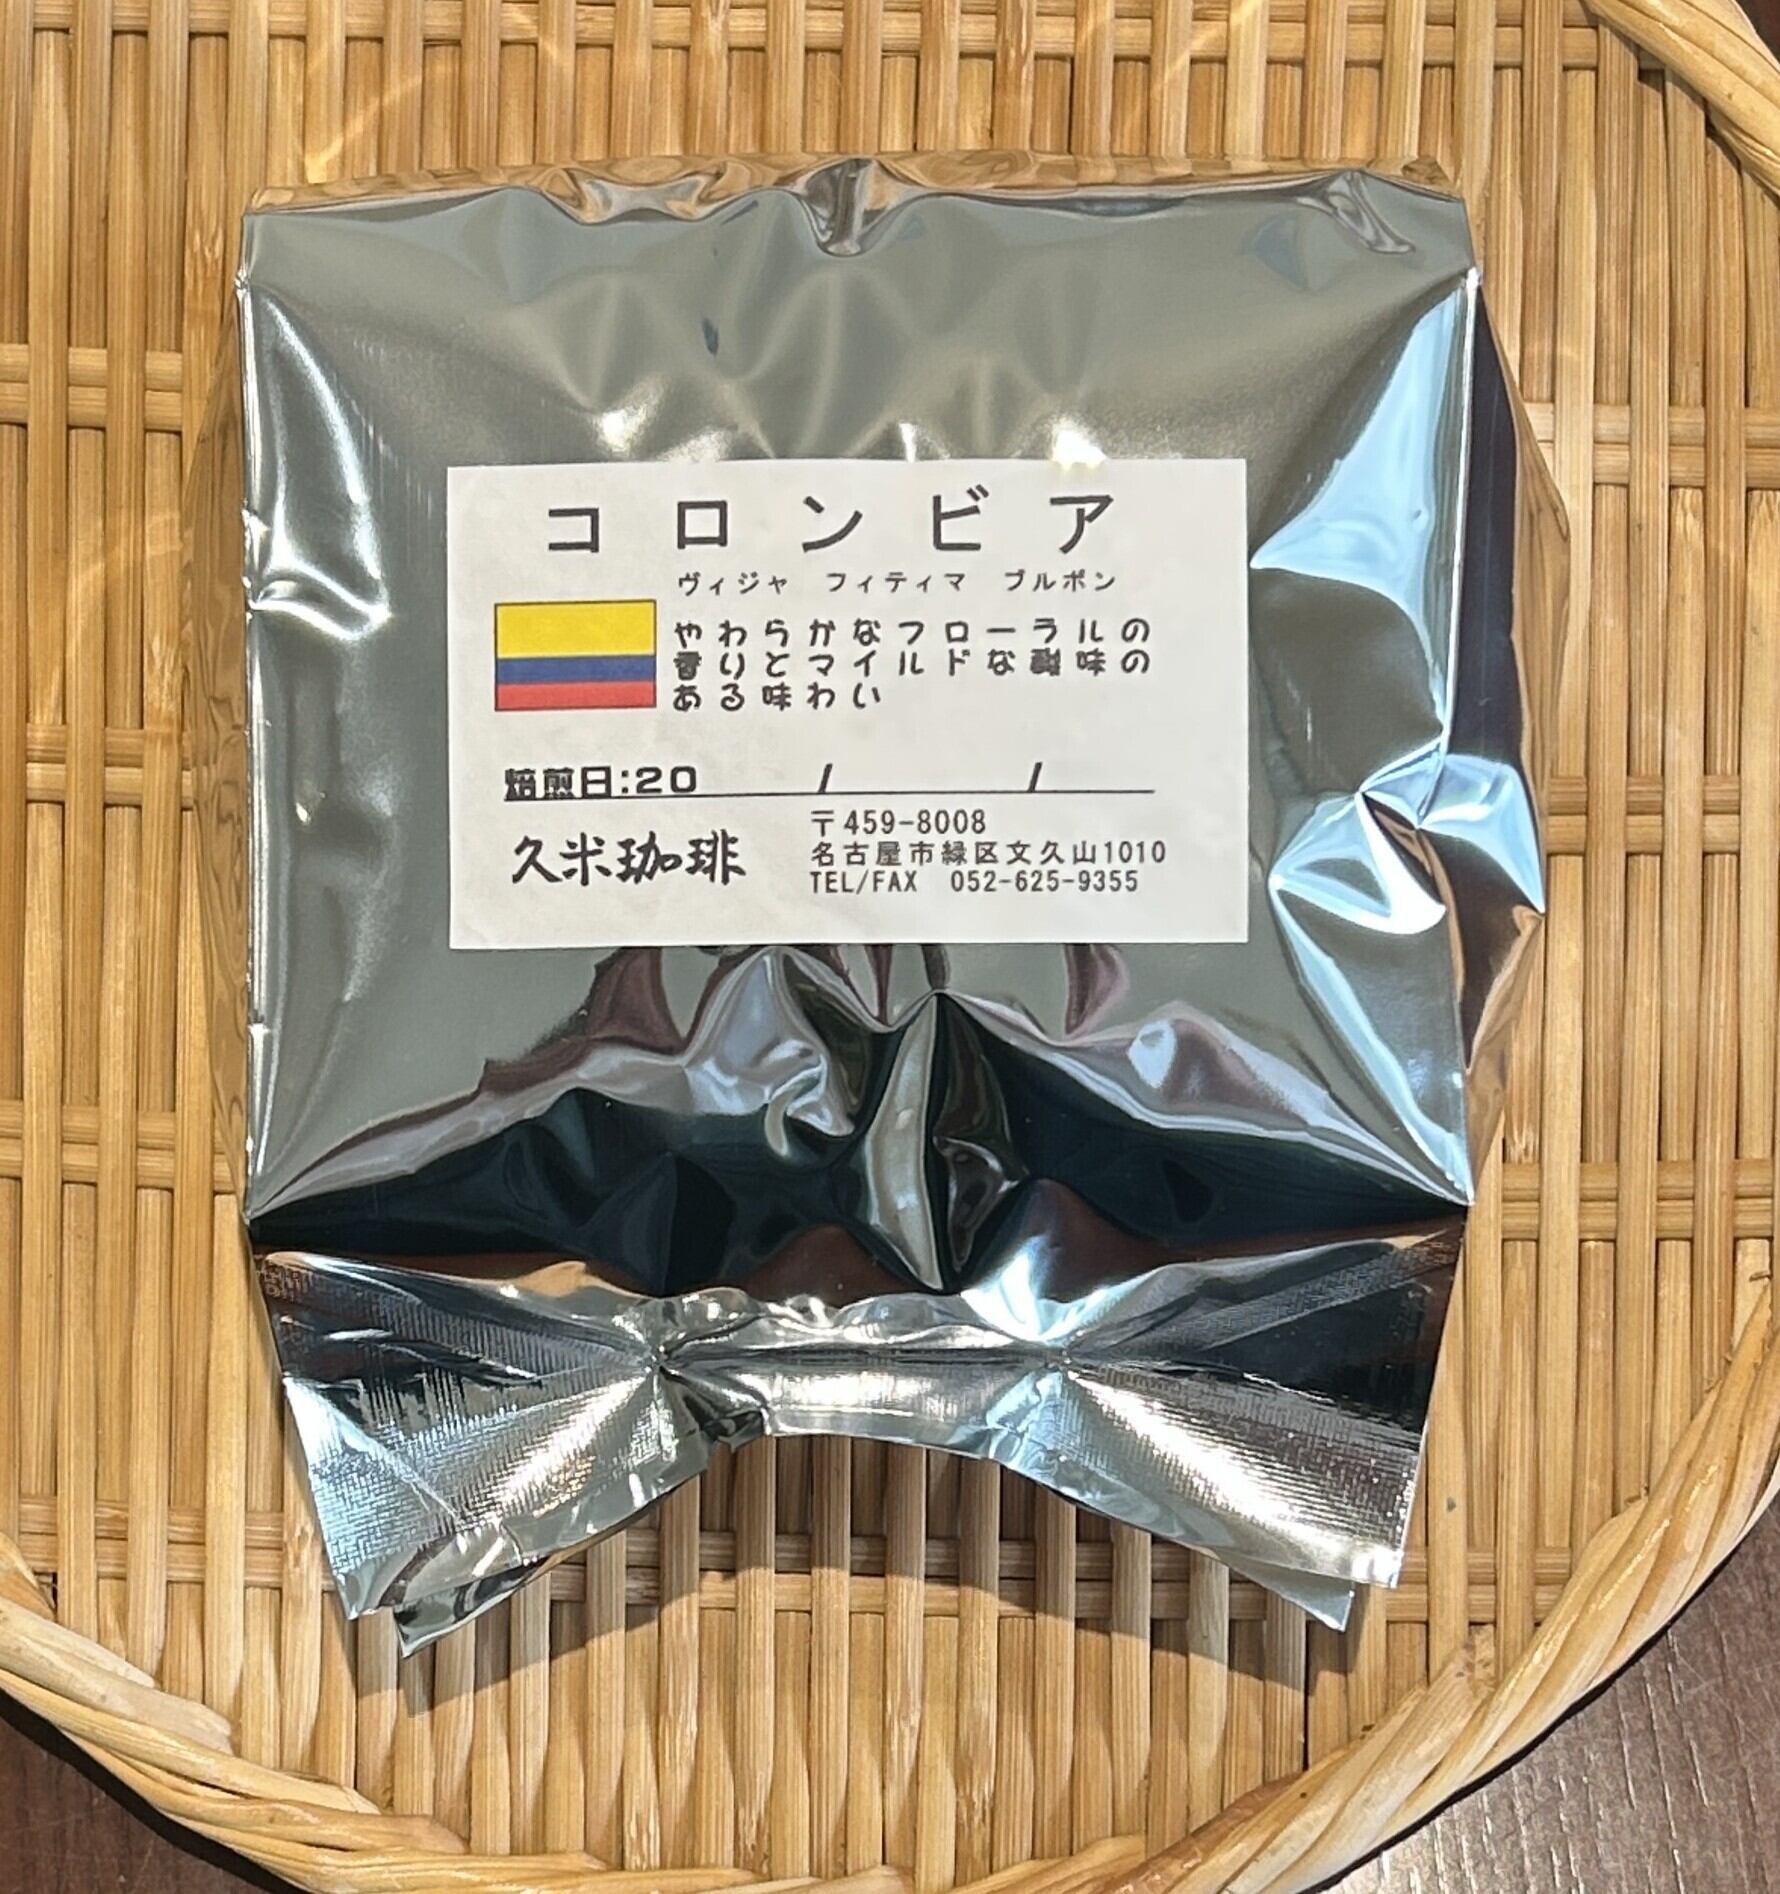 コロンビア
ヴィジャ　フィティマ　ブルボン
やわらかなフローラルの
香りとマイルドな酸味の
ある味わい
焙煎日:20　　/　　/
久米珈琲
〒459-8008
名古屋市緑区文久山1010
TEL/FAX　052-625-9355